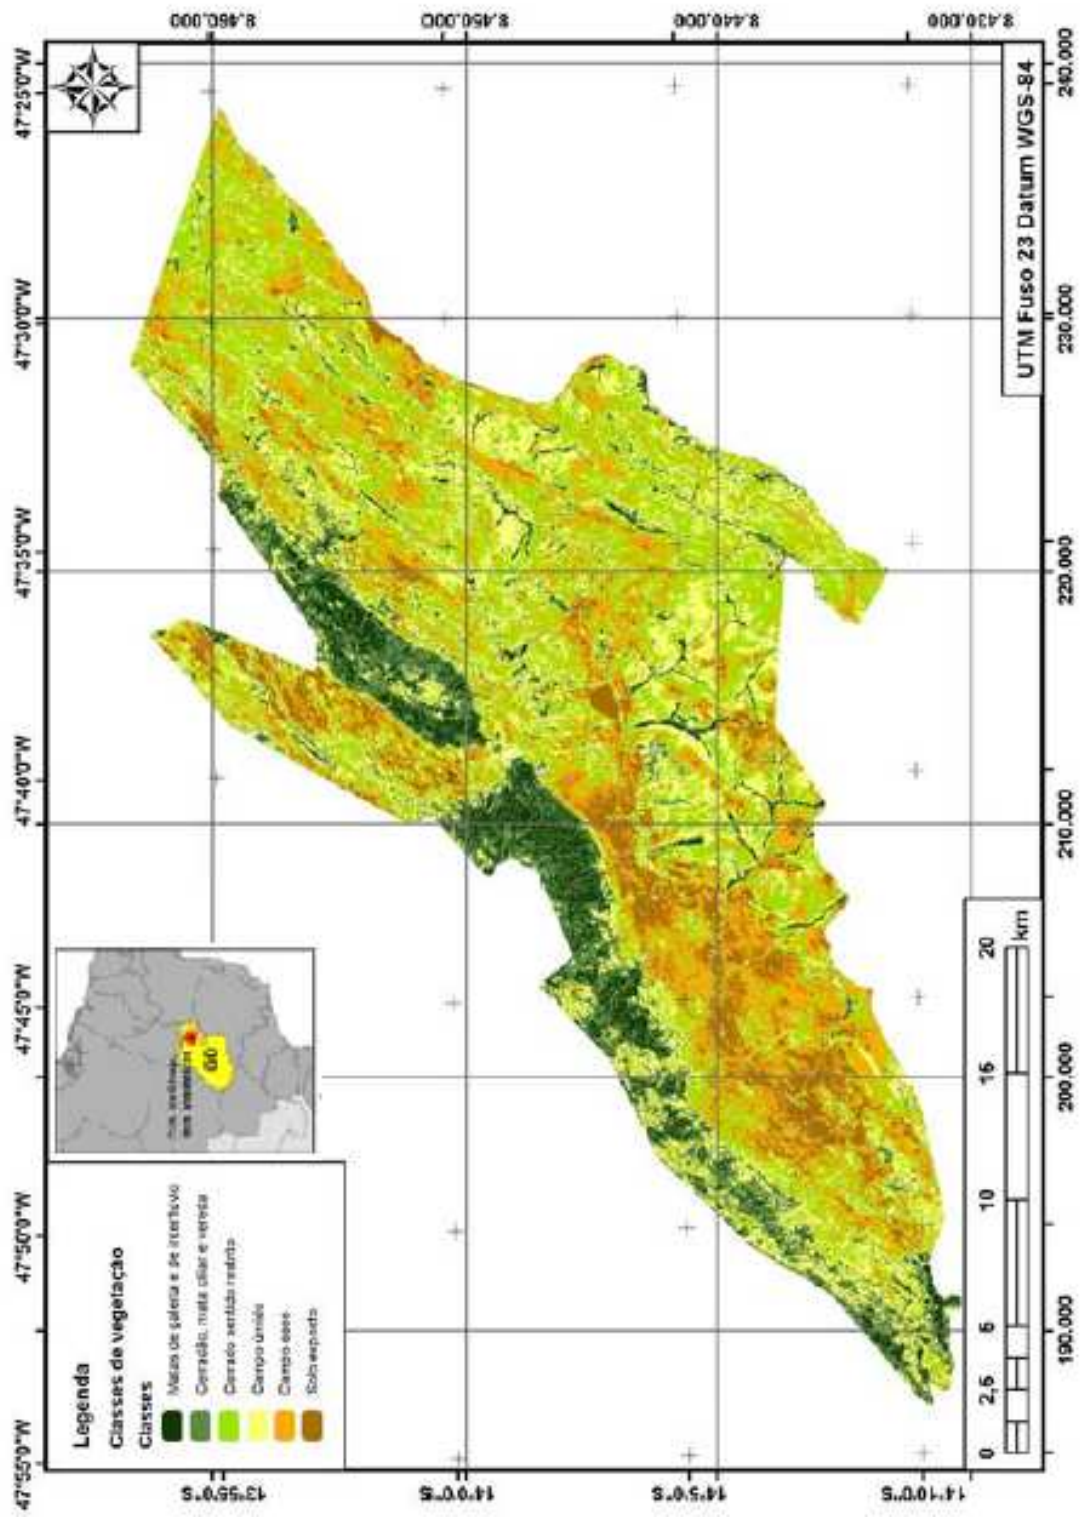 47°55'0"W
47°50'0"W
47°45'0"W
47°40'0"W
47°35'0"W
47°30'0"W
47°25'0"W
Legenda
Classes de vegetação
Classes
Matas de galeria e de interflúvio
Cerradão, mata ciliar e vereda
Cerrado sentido restrito
Campo úmido
Campo
Solo exposto
GO
13°55'0"S
14°0'0"S
14°5'0"S
14°10'0"S
8.460.000
8.450.000
8.440.000
8.430.000
0 2,5 5 10 15 20
km
190.000
200.000
210.000
220.000
230.000
240.000
UTM Fuso 23 Datum WGS-84